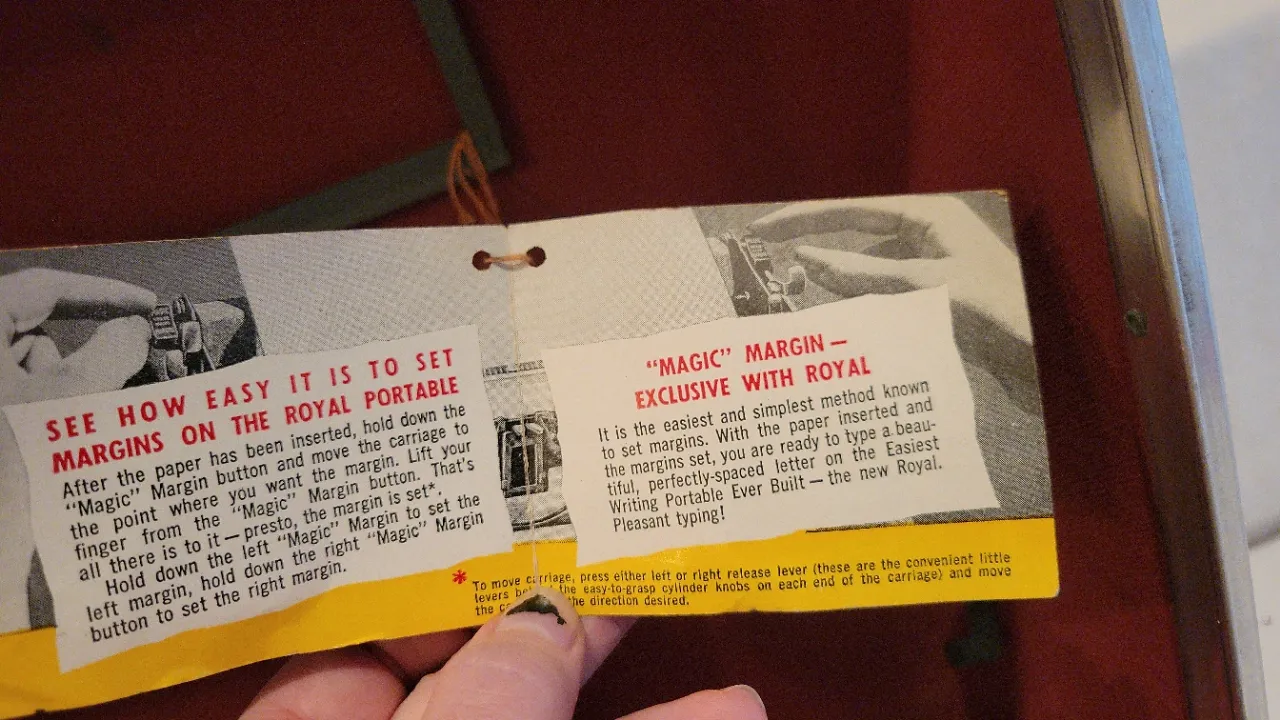 SEE HOW EASY IT IS TO SET
MARGINS ON THE ROYAL PORTABLE
After the paper has been inserted, hold down the
"Magic" Margin button and move the carriage to
the point where you want the margin. Lift your
finger from the "Magic" Margin button. That's
all there is to it — presto, the margin is set*.
Hold down the left "Magic" Margin to set the
left margin, hold down the right "Magic" Margin
button to set the right margin.
"MAGIC" MARGIN —
EXCLUSIVE WITH ROYAL
It is the easiest and simplest method known
to set margins. With the paper inserted and
the margins set, you are ready to type a beau-
tiful, perfectly-spaced letter on the Easiest
Writing Portable Ever Built — the new Royal.
Pleasant typing!
* To move carriage, press either left or right release lever (these are the convenient little
levers the easy-to-grasp cylinder knobs on each end of the carriage) and move
the the direction desired.